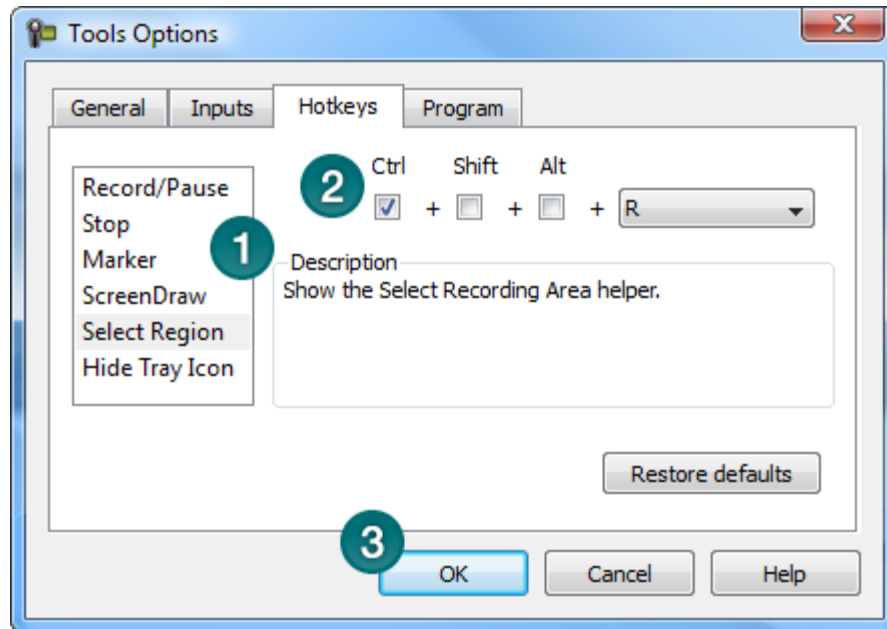 Tools Options
X
General Inputs Hotkeys Program
Record/Pause
Stop
Marker
ScreenDraw
Select Region
Hide Tray Icon
1
2
Ctrl Shift Alt
+ + + R
Description
Show the Select Recording Area helper.
Restore defaults
3
OK Cancel Help